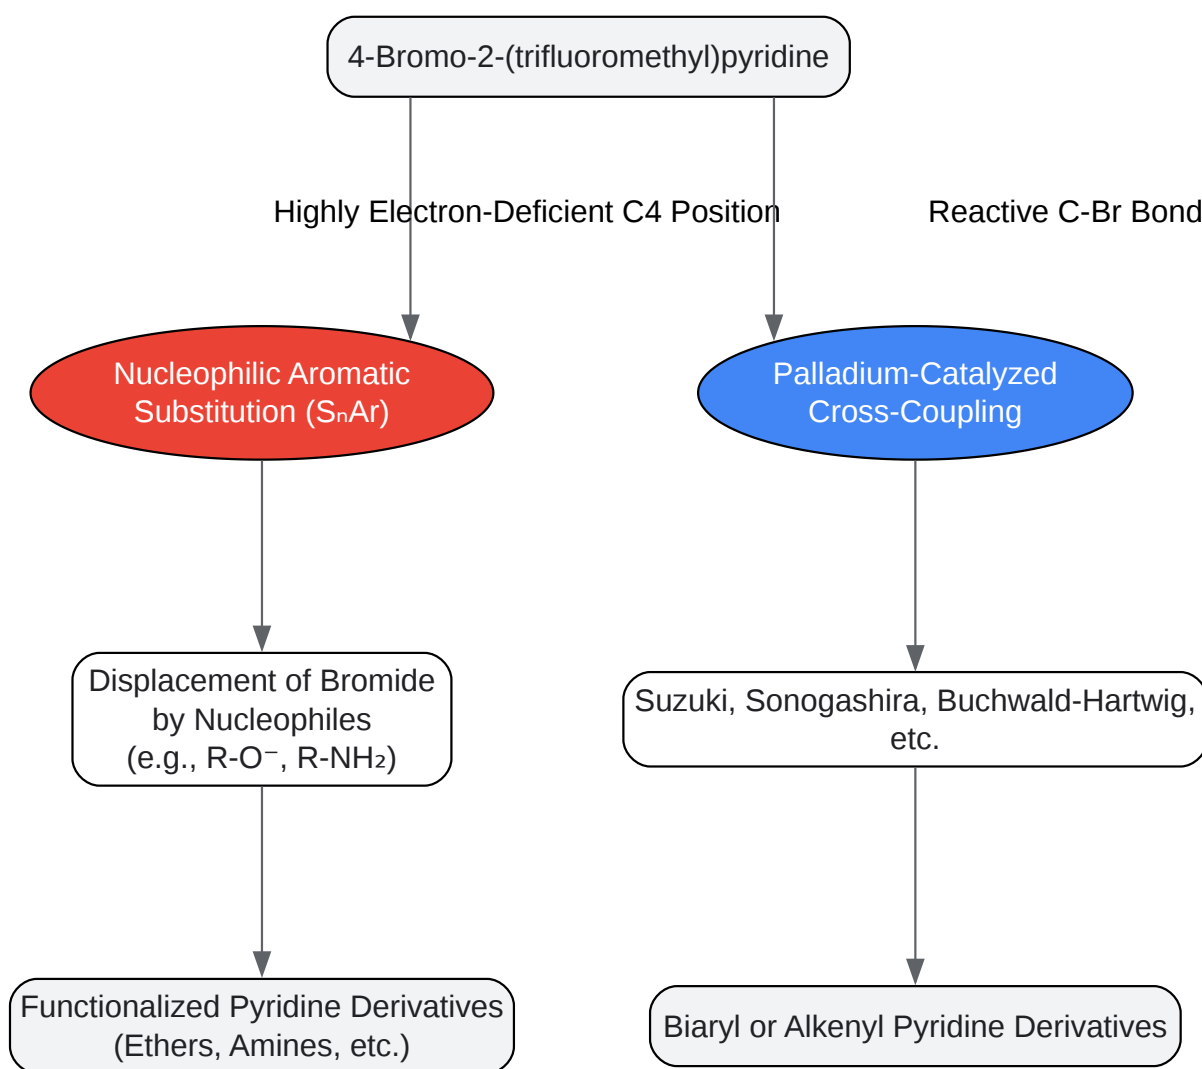 4-Bromo-2-(trifluoromethyl)pyridine
Highly Electron-Deficient C4 Position
Reactive C-Br Bond
Nucleophilic Aromatic
Substitution (SₙAr)
Palladium-Catalyzed
Cross-Coupling
Displacement of Bromide
by Nucleophiles
(e.g., R-O⁻, R-NH₂)
Suzuki, Sonogashira, Buchwald-Hartwig,
etc.
Functionalized Pyridine Derivatives
(Ethers, Amines, etc.)
Biaryl or Alkenyl Pyridine Derivatives